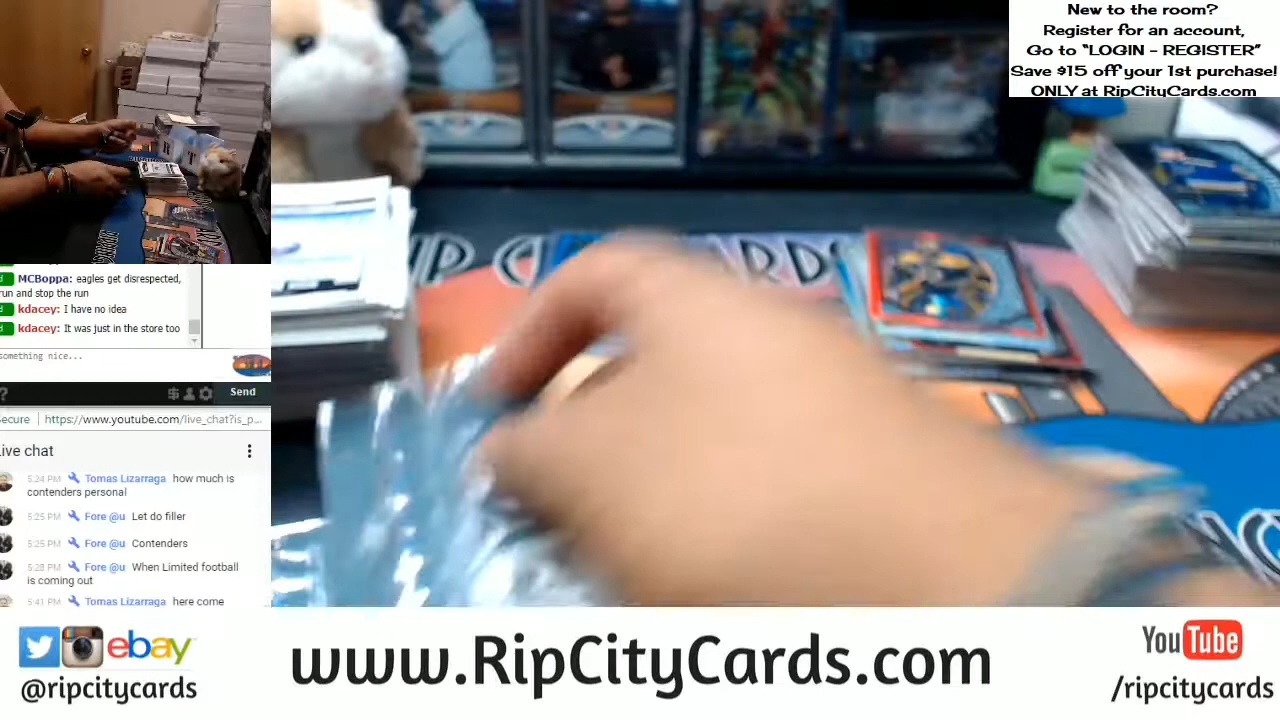 New to the room?
Register for an account,
Go to “LOGIN - REGISTER”
Save $15 off your 1st purchase!
ONLY at RipCityCards.com
MCBoppa: eagles get disrespected,
run and stop the run
kdacey: I have no idea
kdacey: It was just in the store too
something nice...
Send
https://www.youtube.com/live_chat?is_p...
Live chat
5:24 PM Tomas Lizarraga how much is
contenders personal
5:25 PM Fore @u Let do filler
5:25 PM Fore @u Contenders
5:28 PM Fore @u When Limited football
is coming out
5:41 PM Tomas Lizarraga here come
ebay
@ripcitycards
www.RipCityCards.com
YouTube
/ripcitycards